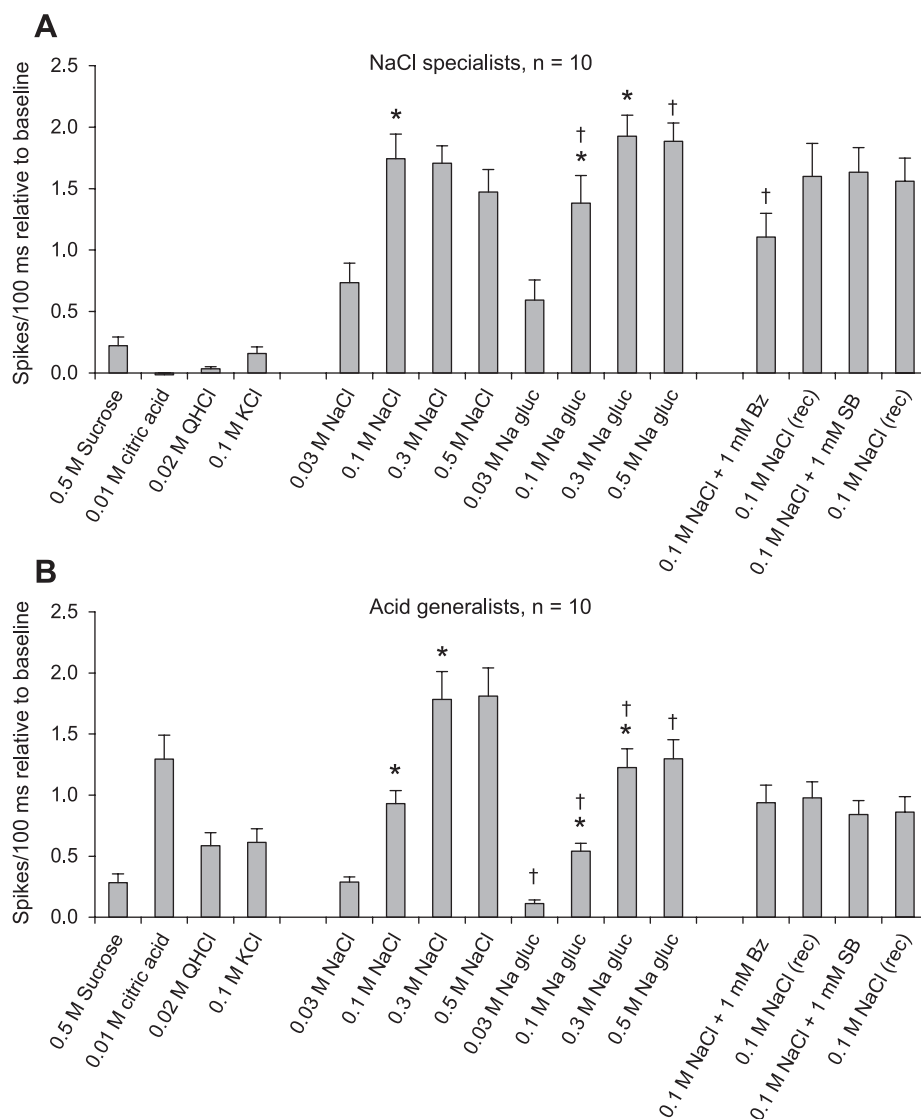 A
NaCl specialists, n = 10
Spikes/100 ms relative to baseline
2.5
2.0
1.5
1.0
0.5
0.0
*
†
*
*
†
†
0.5 M Sucrose
0.01 M citric acid
0.02 M QHCl
0.1 M KCl
0.03 M NaCl
0.1 M NaCl
0.3 M NaCl
0.5 M NaCl
0.03 M Na gluc
0.1 M Na gluc
0.3 M Na gluc
0.5 M Na gluc
0.1 M NaCl + 1 mM Bz
0.1 M NaCl (rec)
0.1 M NaCl + 1 mM SB
0.1 M NaCl (rec)
B
Acid generalists, n = 10
Spikes/100 ms relative to baseline
2.5
2.0
1.5
1.0
0.5
0.0
*
*
†
†
*
†
*
†
0.5 M Sucrose
0.01 M citric acid
0.02 M QHCl
0.1 M KCl
0.03 M NaCl
0.1 M NaCl
0.3 M NaCl
0.5 M NaCl
0.03 M Na gluc
0.1 M Na gluc
0.3 M Na gluc
0.5 M Na gluc
0.1 M NaCl + 1 mM Bz
0.1 M NaCl (rec)
0.1 M NaCl + 1 mM SB
0.1 M NaCl (rec)